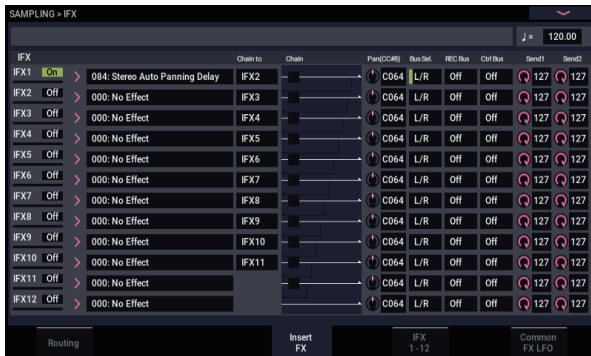 SAMPLING > IFX
♩ = 120.00
IFX Chain to Chain Pan(CC#8) Bus Sel. REC Bus Ctrl Bus Send1 Send2
IFX1 On 084: Stereo Auto Panning Delay IFX2 C064 L/R Off Off 127 127
IFX2 Off 000: No Effect IFX3 C064 L/R Off Off 127 127
IFX3 Off 000: No Effect IFX4 C064 L/R Off Off 127 127
IFX4 Off 000: No Effect IFX5 C064 L/R Off Off 127 127
IFX5 Off 000: No Effect IFX6 C064 L/R Off Off 127 127
IFX6 Off 000: No Effect IFX7 C064 L/R Off Off 127 127
IFX7 Off 000: No Effect IFX8 C064 L/R Off Off 127 127
IFX8 Off 000: No Effect IFX9 C064 L/R Off Off 127 127
IFX9 Off 000: No Effect IFX10 C064 L/R Off Off 127 127
IFX10 Off 000: No Effect IFX11 C064 L/R Off Off 127 127
IFX11 Off 000: No Effect C064 L/R Off Off 127 127
IFX12 Off 000: No Effect C064 L/R Off Off 127 127
Routing Insert FX IFX 1-12 Common FX LFO